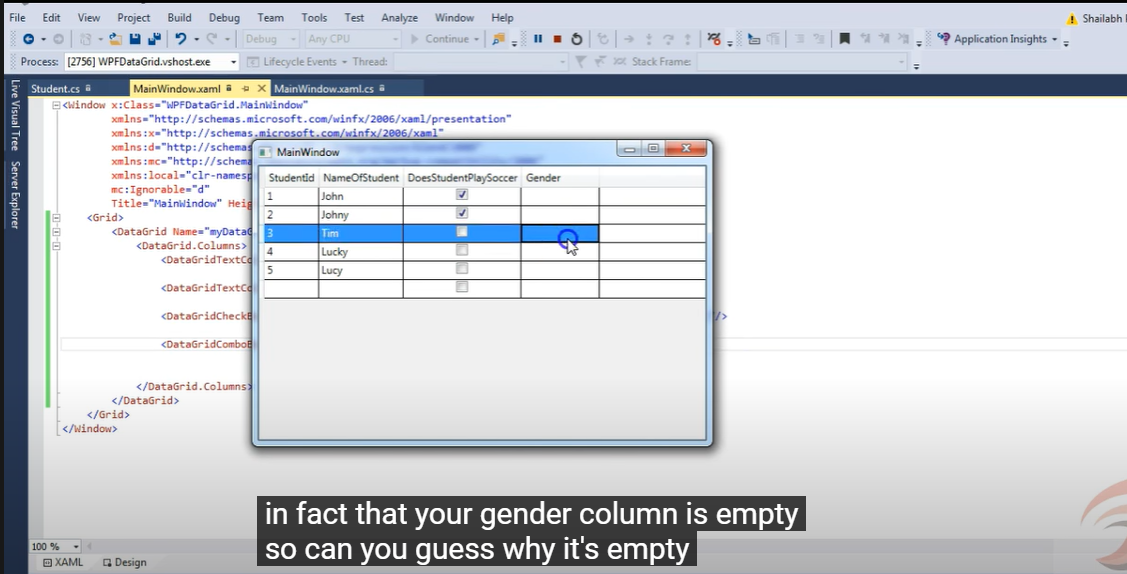 File Edit View Project Build Debug Team Tools Test Analyze Window Help
Shailabh
Debug Any CPU Continue Application Insights
Process: [2756] WPFDataGrid.vshost.exe Lifecycle Events Thread: Stack Frame:
Live Visual Tree
Server Explorer
Student.cs MainWindow.xaml MainWindow.xaml.cs
<Window x:Class="WPFDataGrid.MainWindow"
xmlns="http://schemas.microsoft.com/winfx/2006/xaml/presentation"
xmlns:x="http://schemas.microsoft.com/winfx/2006/xaml"
xmlns:d="http://schema
xmlns:mc="http://schema
xmlns:local="clr-namesp
mc:Ignorable="d"
Title="MainWindow" Heig
<Grid>
<DataGrid Name="myDataG
<DataGrid.Columns>
<DataGridTextCo
<DataGridTextCo
<DataGridCheckB
/>
<DataGridComboB
</DataGrid.Columns>
</DataGrid>
</Grid>
</Window>
MainWindow
StudentId NameOfStudent DoesStudentPlaySoccer Gender
1 John
2 Johny
3 Tim
4 Lucky
5 Lucy
in fact that your gender column is empty
so can you guess why it's empty
100 %
XAML Design